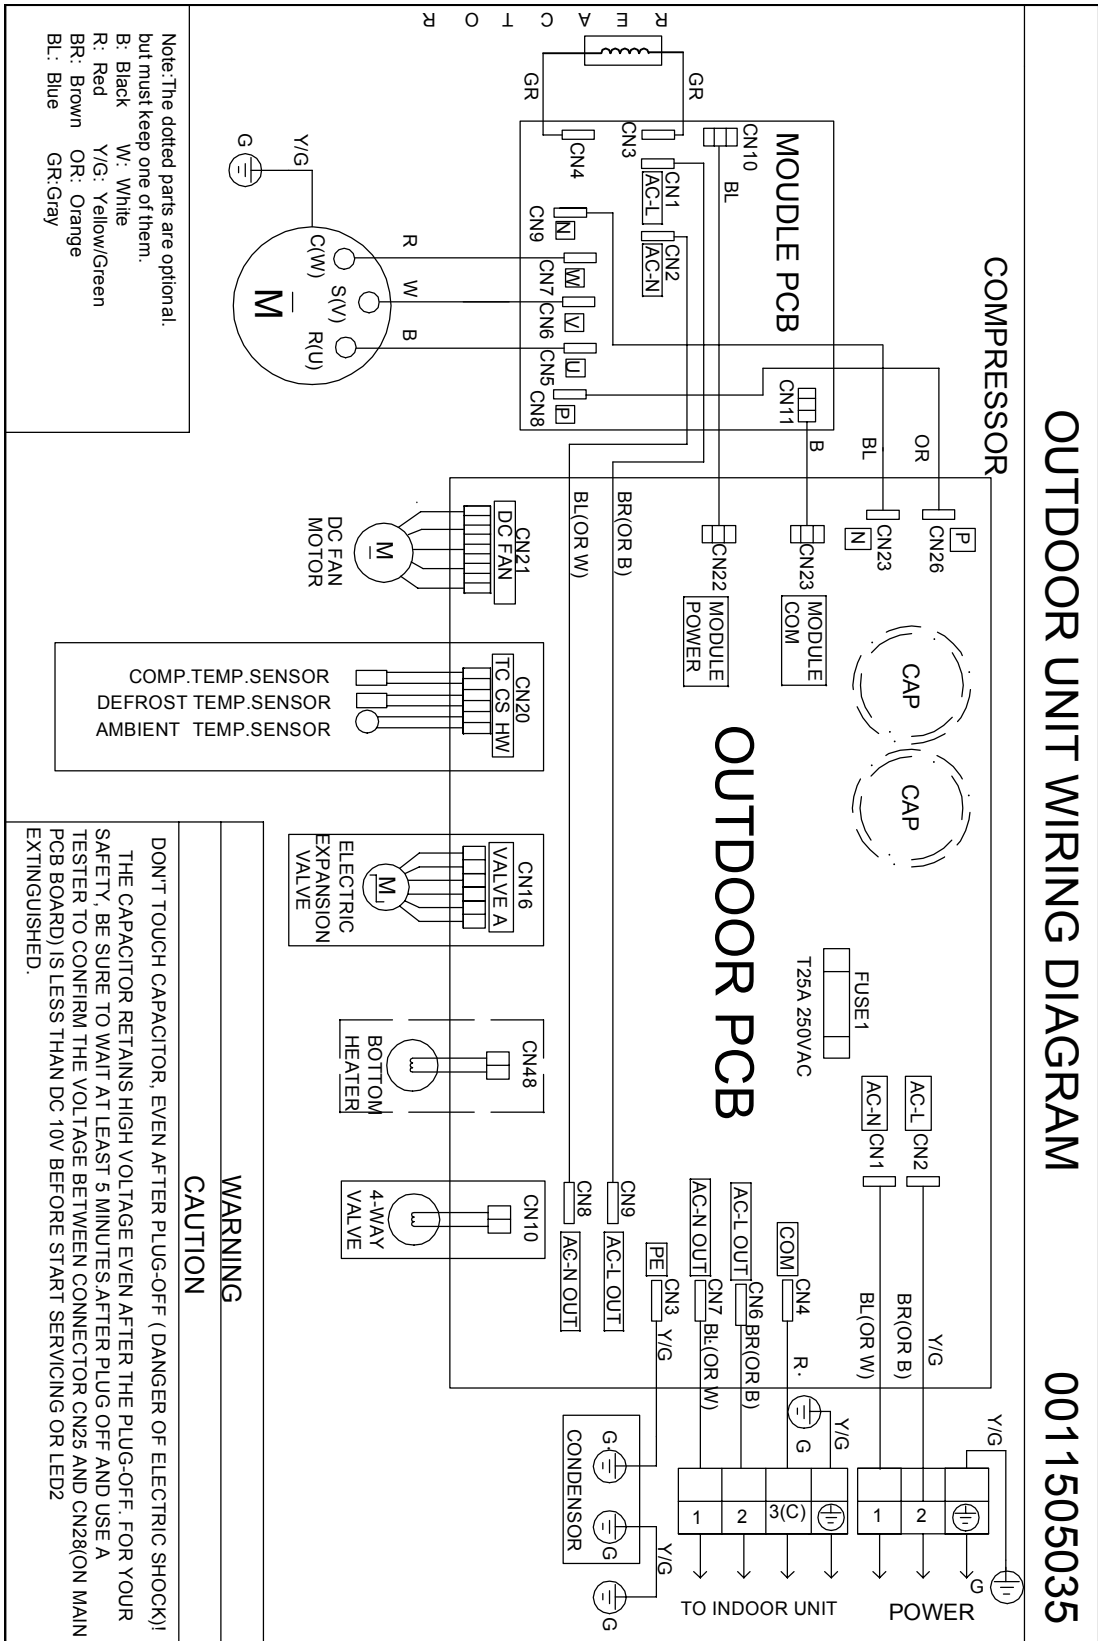 OUTDOOR UNIT WIRING DIAGRAM 0011505035
COMPRESSOR
REACTOR
GR
GR
MOUDLE PCB
CN10
BL
CN3
CN4
CN1
AC-L
CN2
AC-N
CN9
N
CN7
W
CN6
V
CN5
U
CN8
P
CN11
B
BL
OR
R
W
B
Y/G
G
C(W)
S(V)
R(U)
M
P
CN26
N
CN23
CN23
MODULE
COM
CN22
MODULE
POWER
BR(OR B)
BL(OR W)
CAP
CAP
OUTDOOR PCB
FUSE1
T25A 250VAC
CN21
DC FAN
M
DC FAN
MOTOR
CN20
TC CS HW
COMP.TEMP.SENSOR
DEFROST TEMP.SENSOR
AMBIENT TEMP.SENSOR
CN16
VALVE A
M
ELECTRIC
EXPANSION
VALVE
CN48
BOTTOM
HEATER
CN10
4-WAY
VALVE
AC-L CN2
AC-N CN1
Y/G
BR(OR B)
BL(OR W)
COM CN4
R
AC-L OUT CN6
BR(OR B)
AC-N OUT CN7
BL(OR W)
PE CN3
Y/G
CN9
AC-L OUT
CN8
AC-N OUT
Y/G
G
Y/G
G
1
2
POWER
1
2
3(C)
TO INDOOR UNIT
G
G
CONDENSOR
Y/G
G
Note:The dotted parts are optional.
but must keep one of them.
B: Black W: White
R: Red Y/G: Yellow/Green
BR: Brown OR: Orange
BL: Blue GR:Gray
WARNING
CAUTION
DON'T TOUCH CAPACITOR, EVEN AFTER PLUG-OFF ( DANGER OF ELECTRIC SHOCK)!
THE CAPACITOR RETAINS HIGH VOLTAGE EVEN AFTER THE PLUG-OFF. FOR YOUR
SAFETY, BE SURE TO WAIT AT LEAST 5 MINUTES.AFTER PLUG OFF AND USE A
TESTER TO CONFIRM THE VOLTAGE BETWEEN CONNECTOR CN25 AND CN28(ON MAIN
PCB BOARD) IS LESS THAN DC 10V BEFORE START SERVICING OR LED2
EXTINGUISHED.